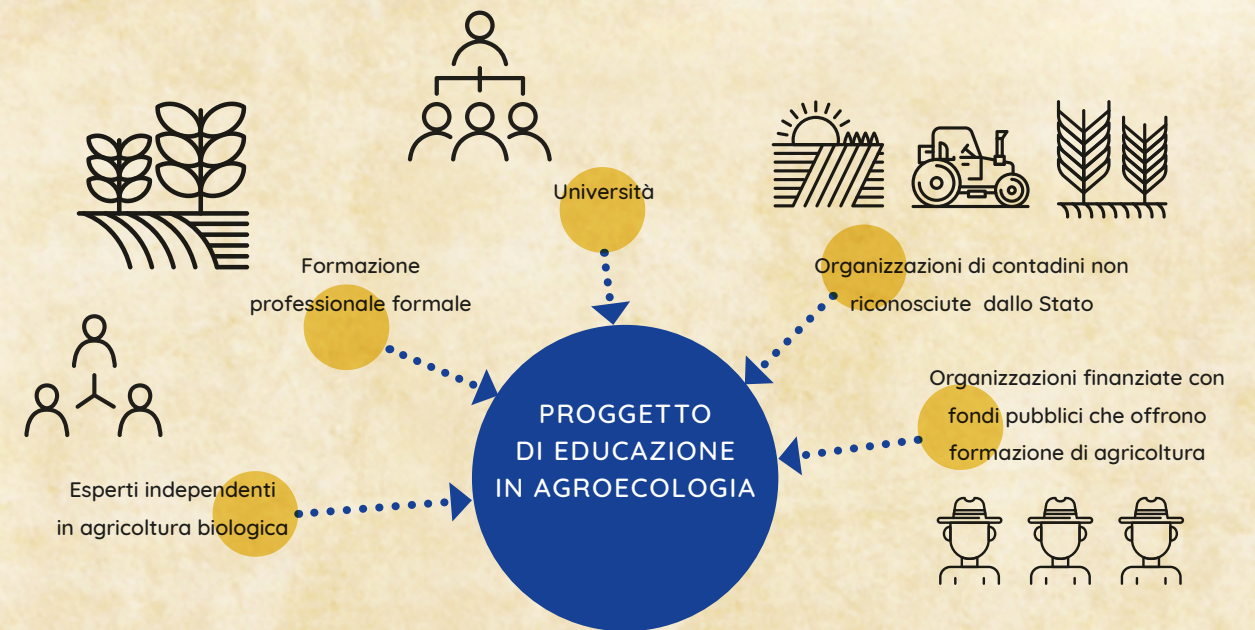 Università
Formazione
professionale formale
Organizzazioni di contadini non
riconosciute dallo Stato
Organizzazioni finanziate con
fondi pubblici che offrono
formazione di agricoltura
PROGGETTO
DI EDUCAZIONE
IN AGROECOLOGIA
Esperti independenti
in agricoltura biologica